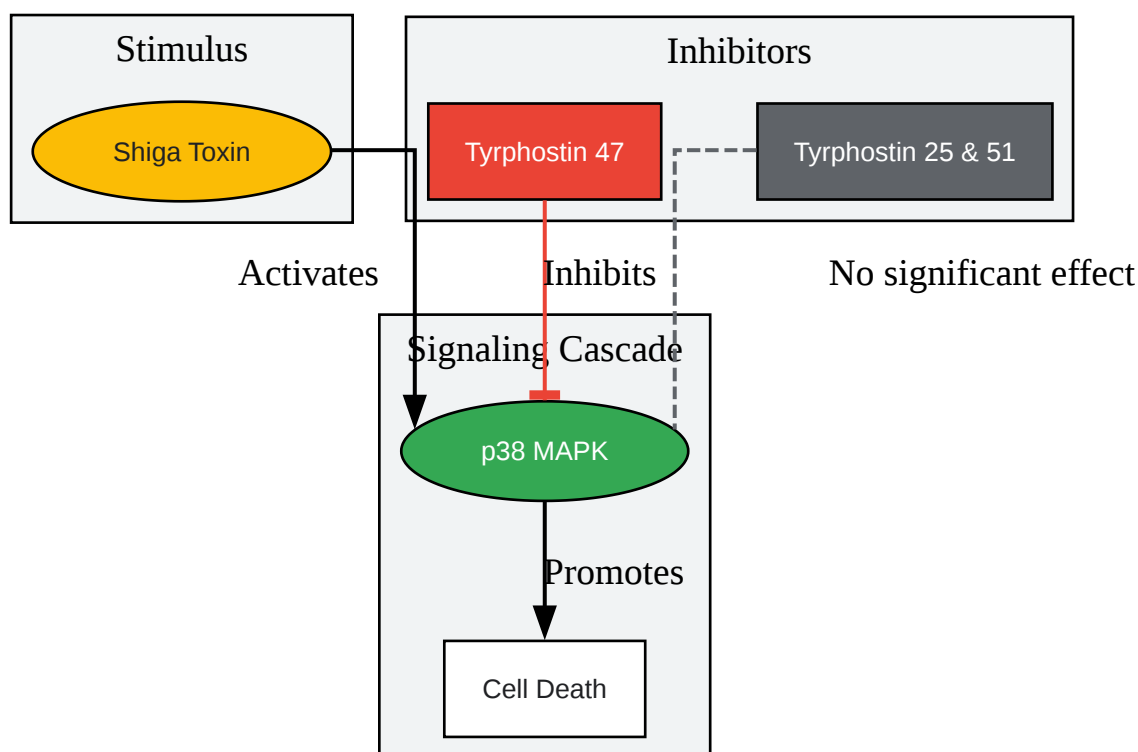 Stimulus
Inhibitors
Shiga Toxin
Tyrphostin 47
Tyrphostin 25 & 51
Activates
Inhibits
No significant effect
Signaling Cascade
p38 MAPK
Promotes
Cell Death